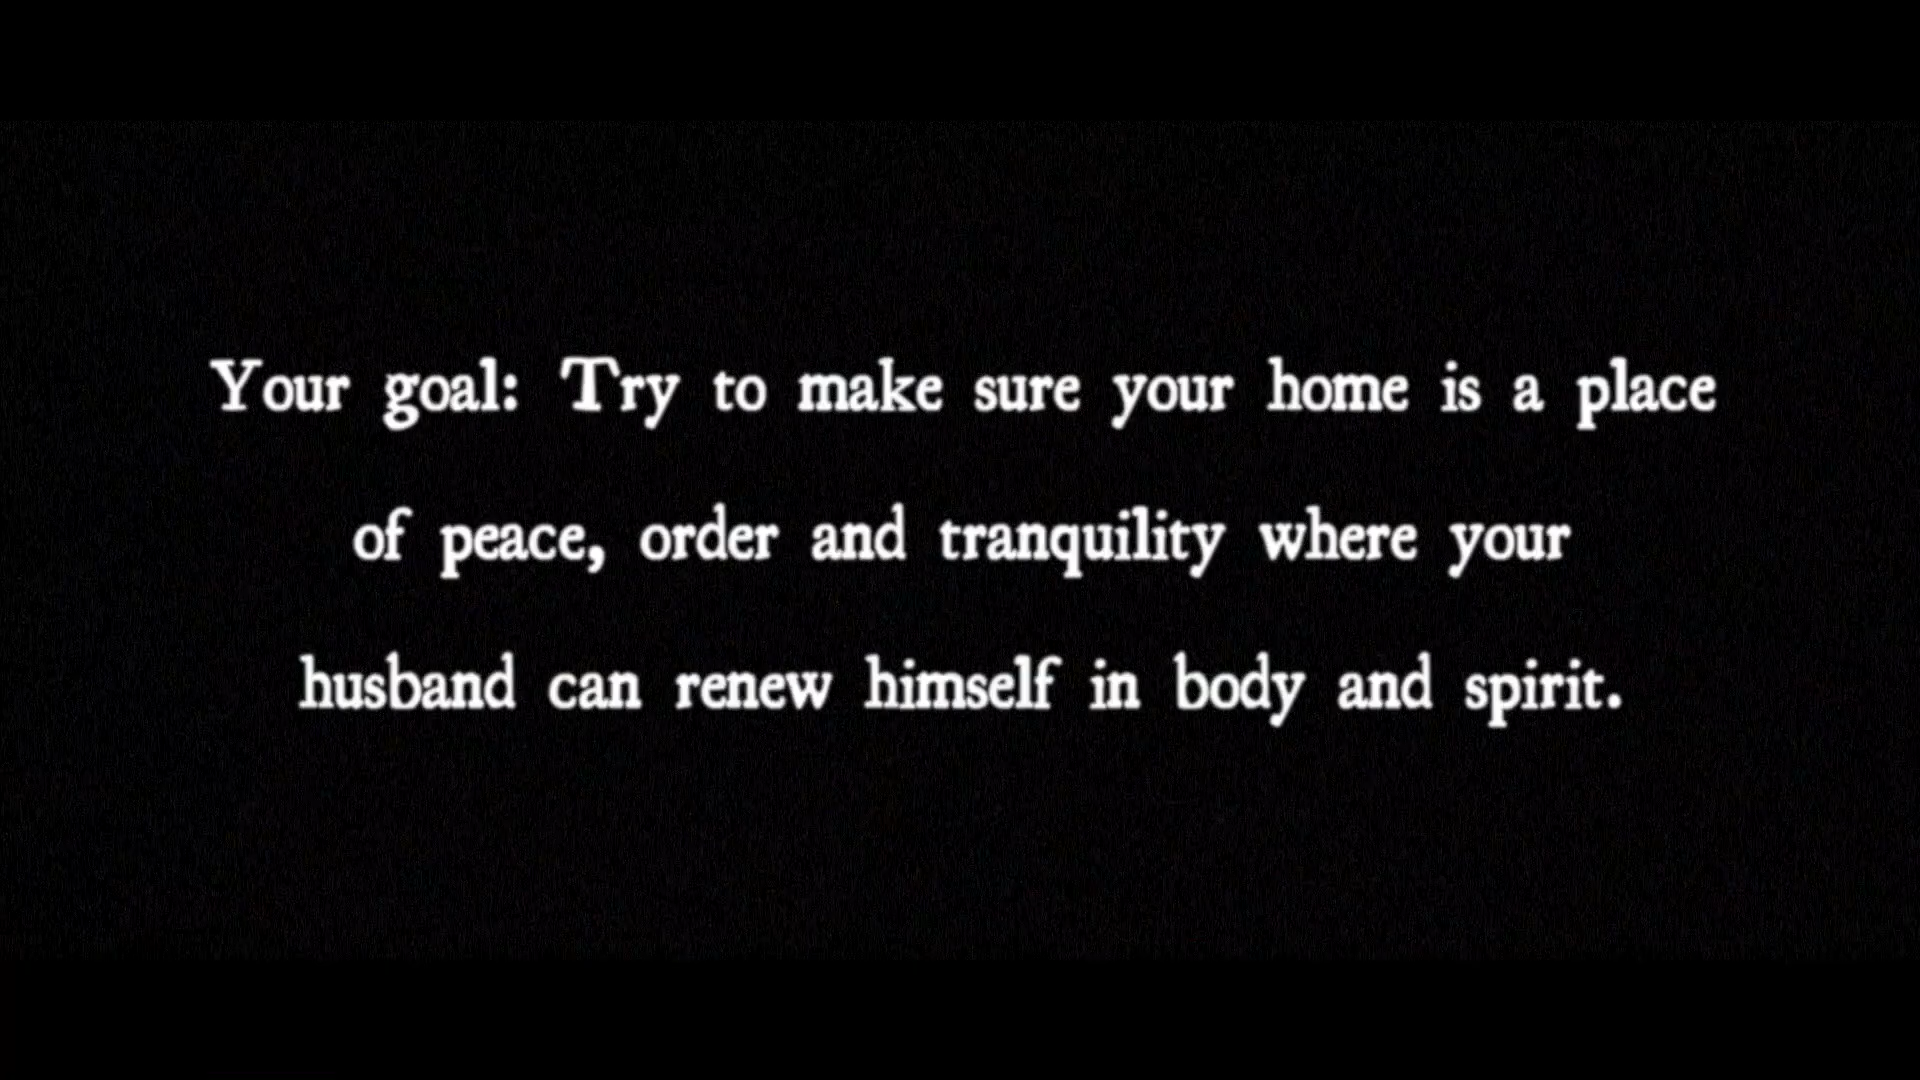 Your goal: Try to make sure your home is a place
of peace, order and tranquility where your
husband can renew himself in body and spirit.